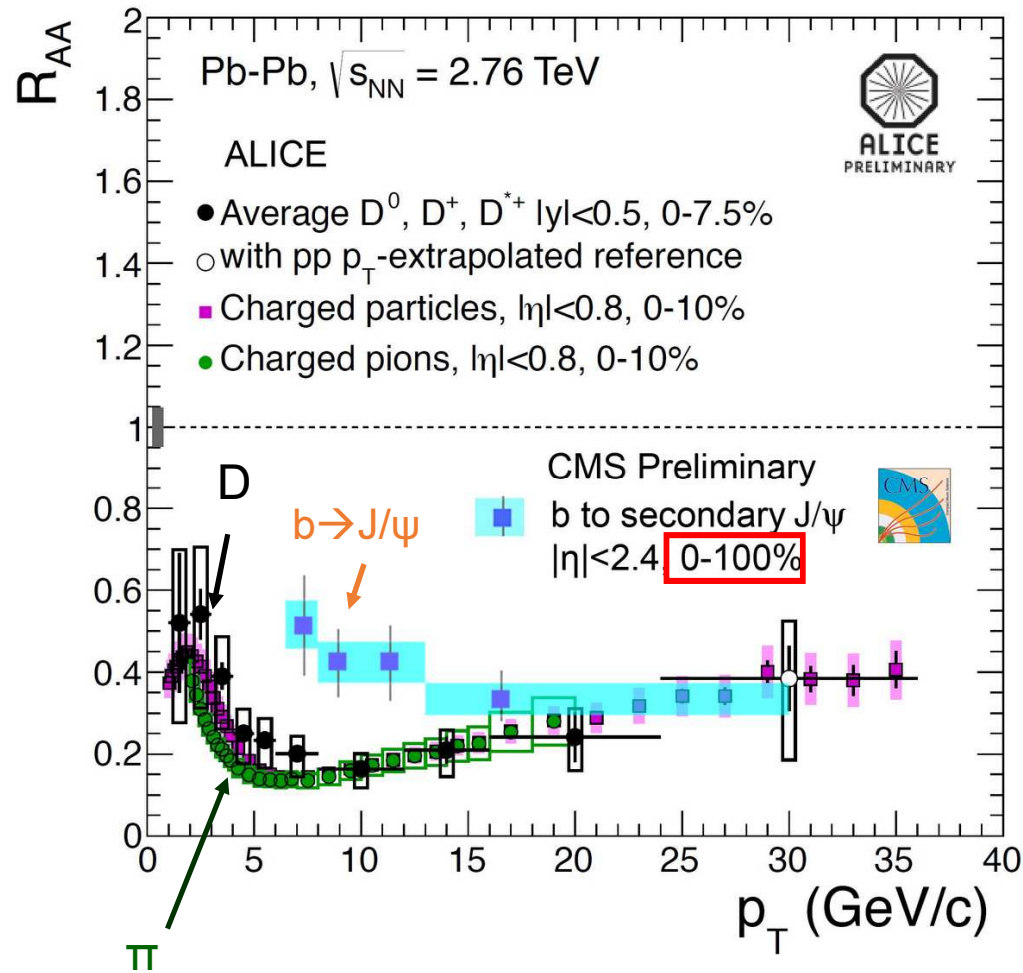 R_AA
2
1.8
1.6
1.4
1.2
1
0.8
0.6
0.4
0.2
0
Pb-Pb, √s_NN = 2.76 TeV
ALICE
PRELIMINARY
ALICE
Average D^0, D^+, D^*+ |y|<0.5, 0-7.5%
with pp p_T-extrapolated reference
Charged particles, |η|<0.8, 0-10%
Charged pions, |η|<0.8, 0-10%
CMS Preliminary
b to secondary J/ψ
|η|<2.4, 0-100%
CMS
D
b→J/ψ
0 5 10 15 20 25 30 35 40
p_T (GeV/c)
π